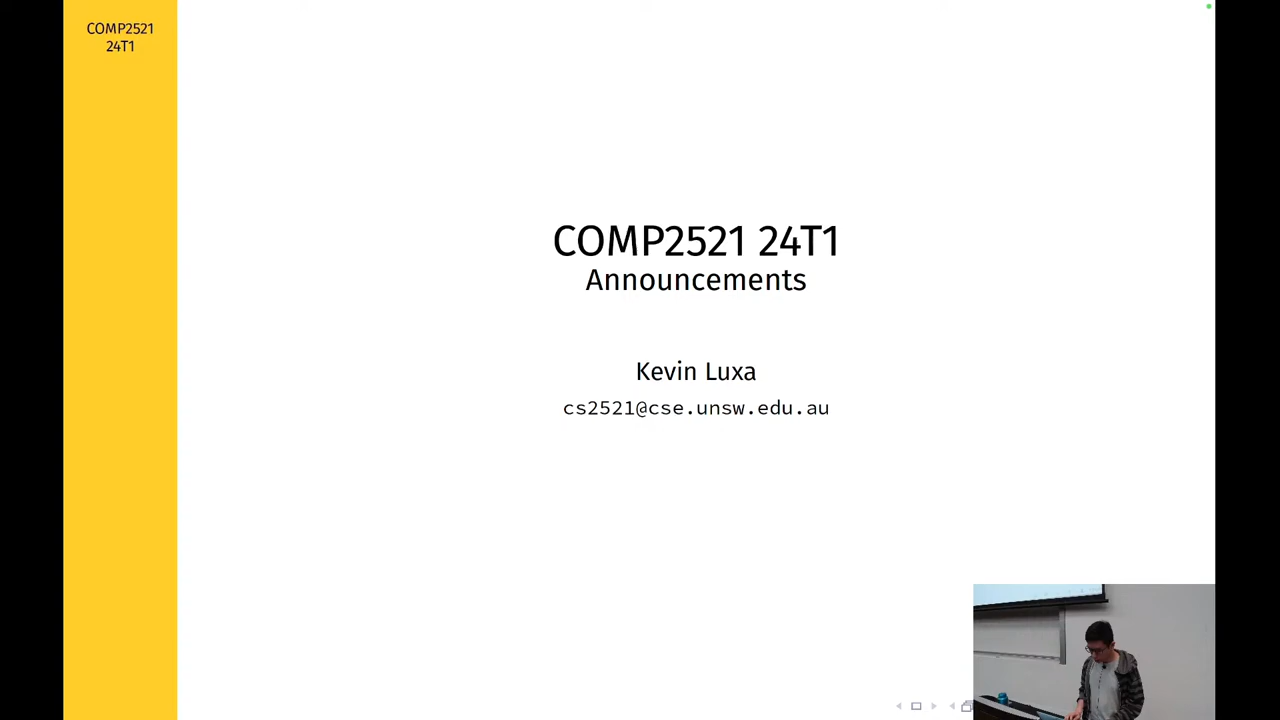 COMP2521
24T1
COMP2521 24T1
Announcements
Kevin Luxa
cs2521@cse.unsw.edu.au